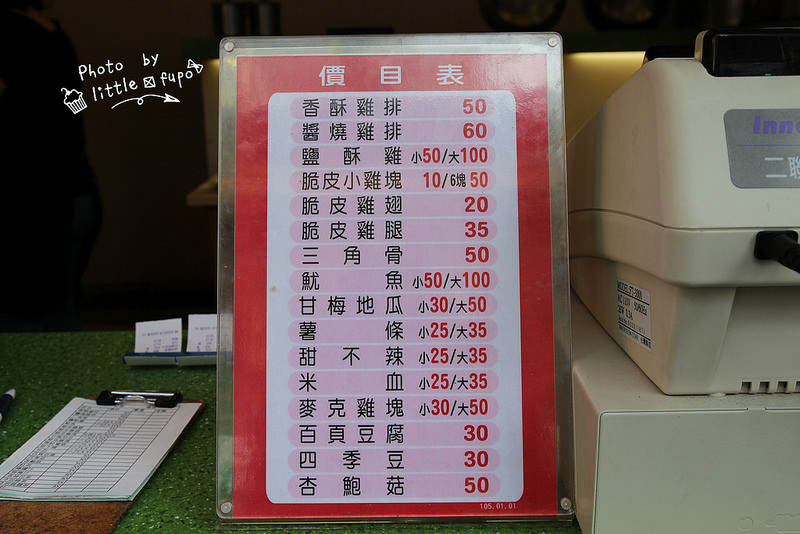 Photo by
little fupo
價目表
香酥雞排 50
醬燒雞排 60
鹽酥雞 小50/大100
脆皮小雞塊 10/6塊 50
脆皮雞翅 20
脆皮雞腿 35
三角骨 50
魷魚 小50/大100
甘梅地瓜 小30/大50
薯條 小25/大35
甜不辣 小25/大35
米血 小25/大35
麥克雞塊 小30/大50
百頁豆腐 30
四季豆 30
杏鮑菇 50
105.01.01
Inno
二聯